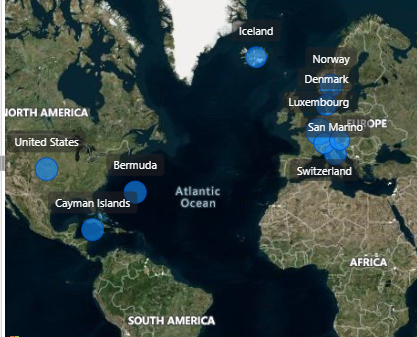 Iceland
Norway
Denmark
Luxembourg
NORTH AMERICA
EUROPE
San Marino
United States
Bermuda
Switzerland
Atlantic
Ocean
Cayman Islands
AFRICA
SOUTH AMERICA